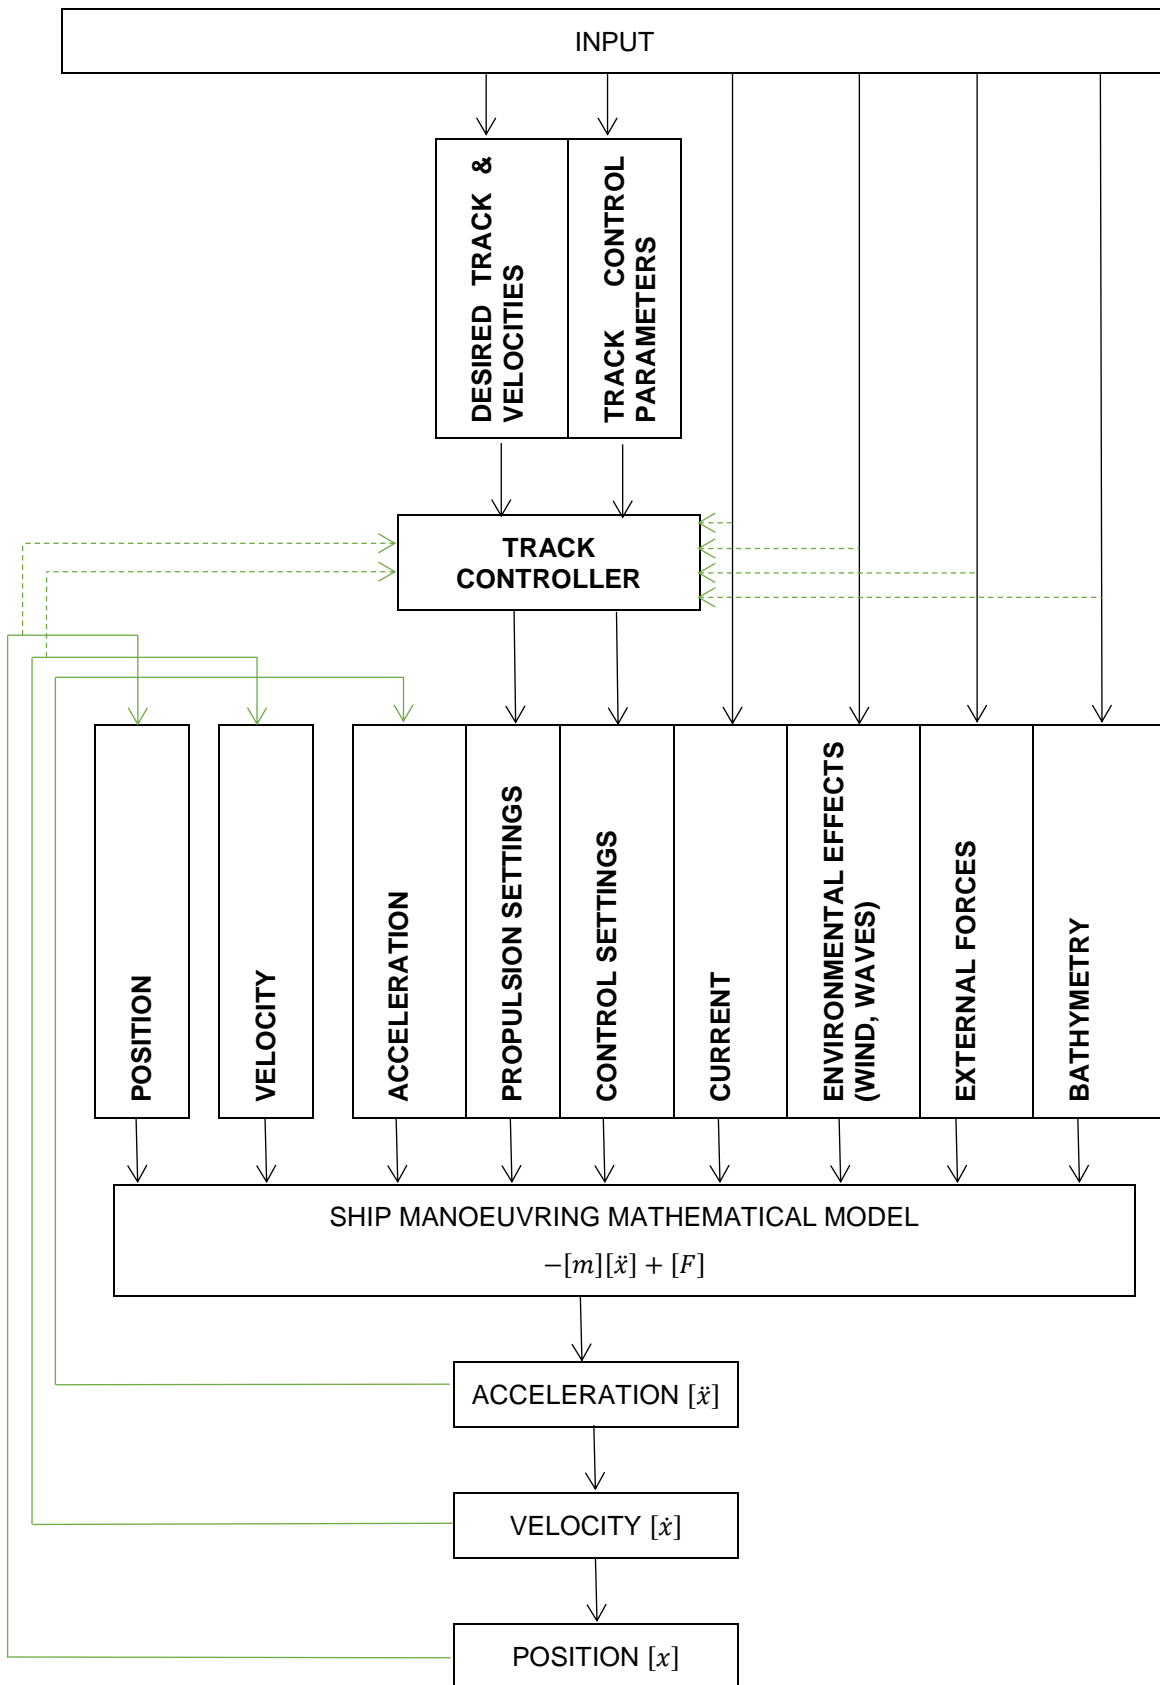 INPUT
DESIRED TRACK &
VELOCITIES
TRACK CONTROL
PARAMETERS
TRACK
CONTROLLER
POSITION
VELOCITY
ACCELERATION
PROPULSION SETTINGS
CONTROL SETTINGS
CURRENT
ENVIRONMENTAL EFFECTS
(WIND, WAVES)
EXTERNAL FORCES
BATHYMETRY
SHIP MANOEUVRING MATHEMATICAL MODEL
−[m][ẍ] + [F]
ACCELERATION [ẍ]
VELOCITY [ẋ]
POSITION [x]